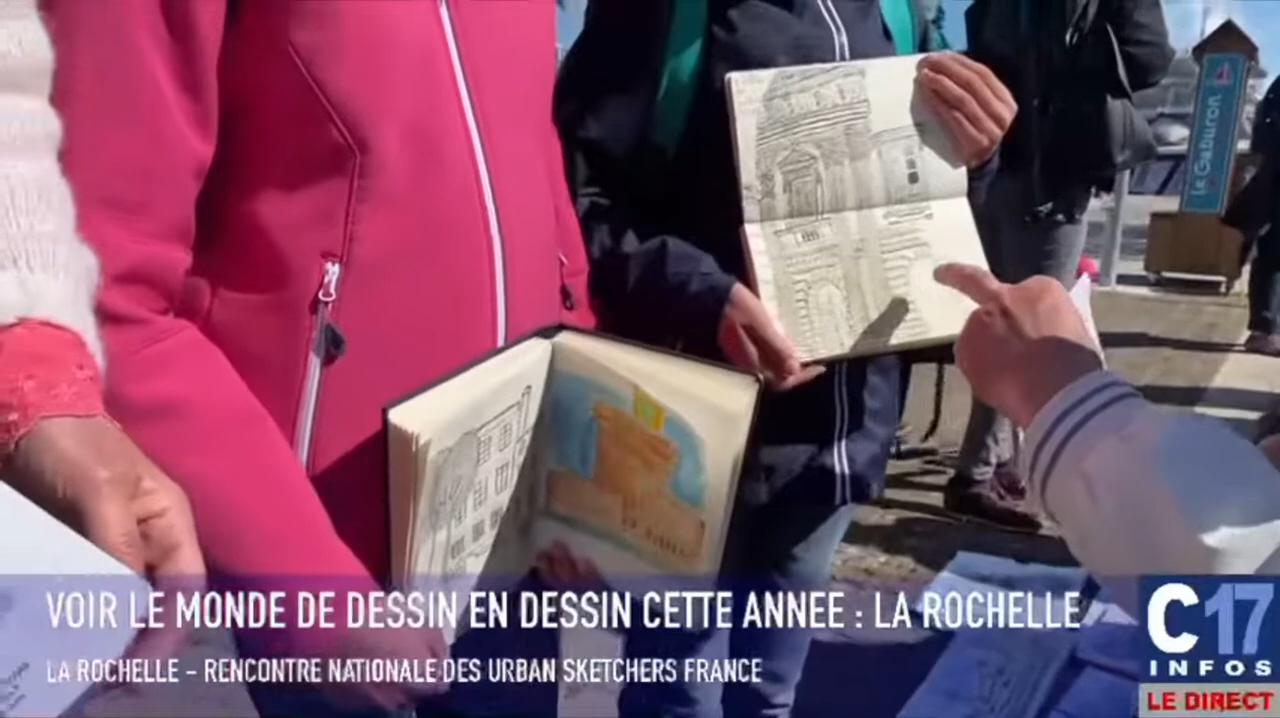 Le Gaburon
VOIR LE MONDE DE DESSIN EN DESSIN CETTE ANNEE : LA ROCHELLE
LA ROCHELLE – RENCONTRE NATIONALE DES URBAN SKETCHERS FRANCE
C17
INFOS
LE DIRECT